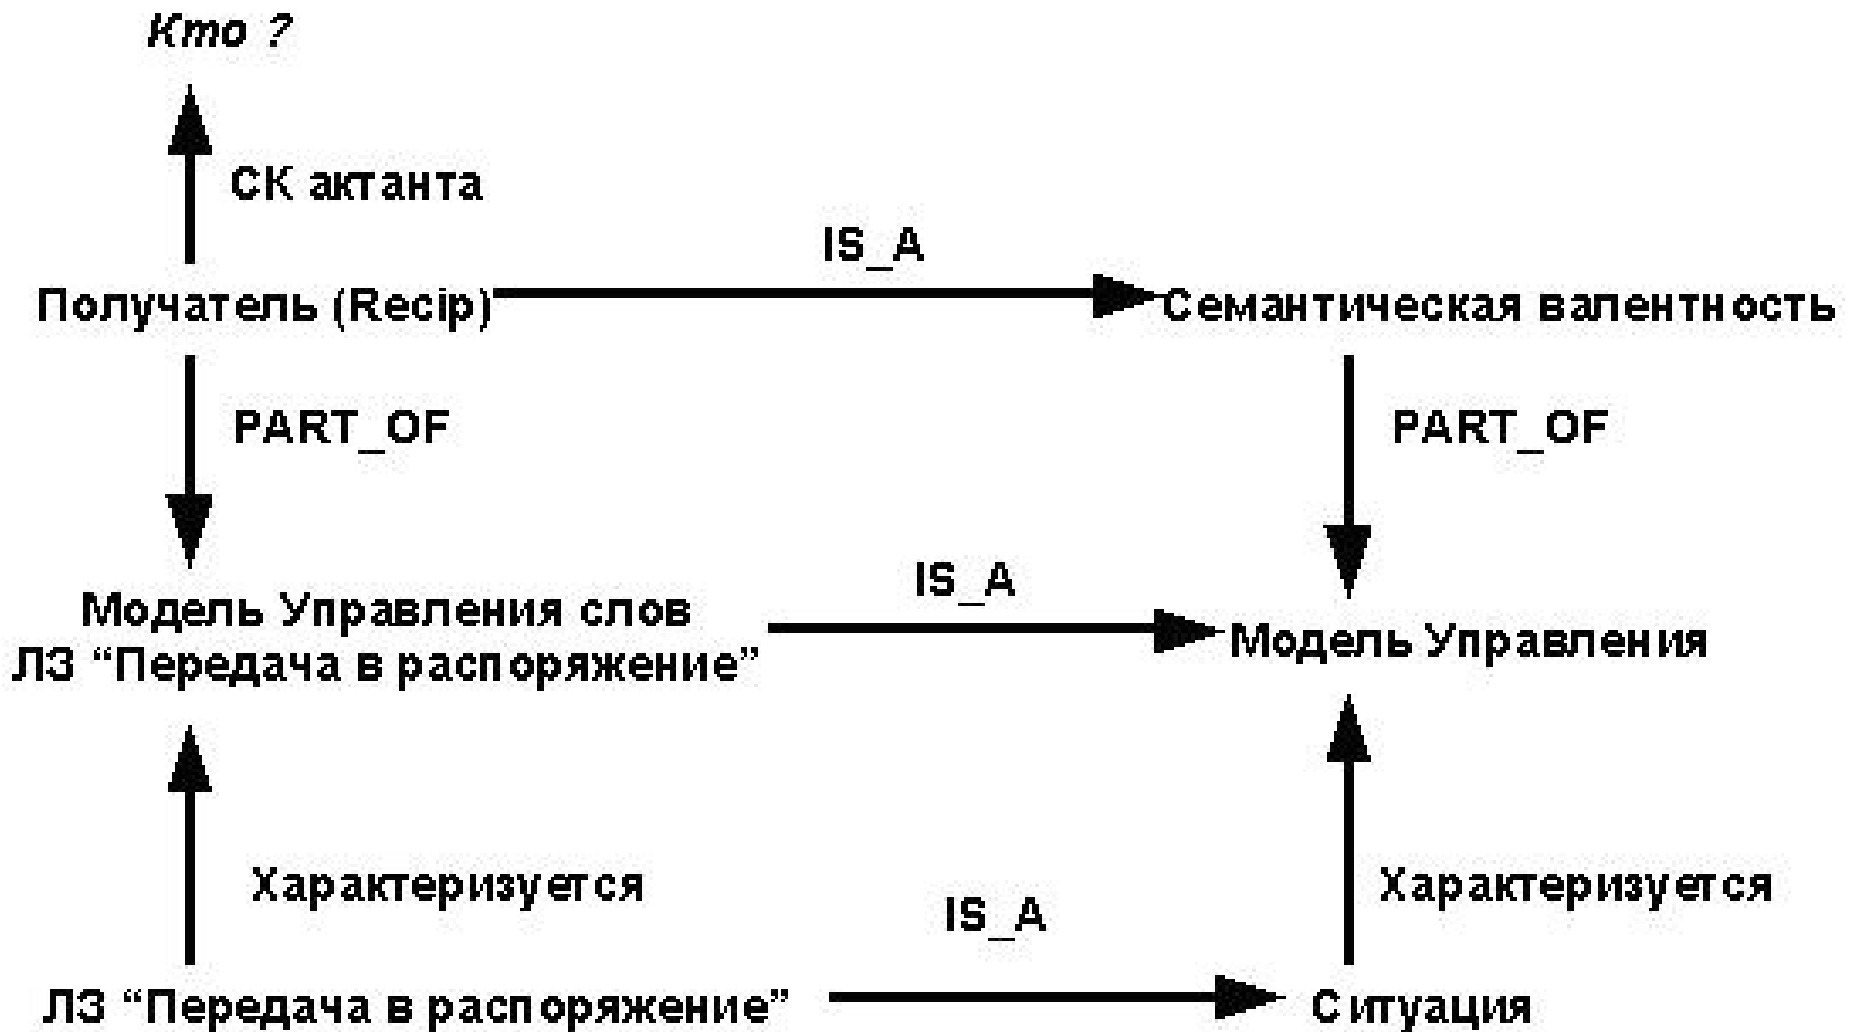 Кто ?
СК актанта
IS_A
Получатель (Recip)
Семантическая валентность
PART_OF
PART_OF
IS_A
Модель Управления слов
ЛЗ “Передача в распоряжение”
Модель Управления
Характеризуется
Характеризуется
IS_A
ЛЗ “Передача в распоряжение”
Ситуация